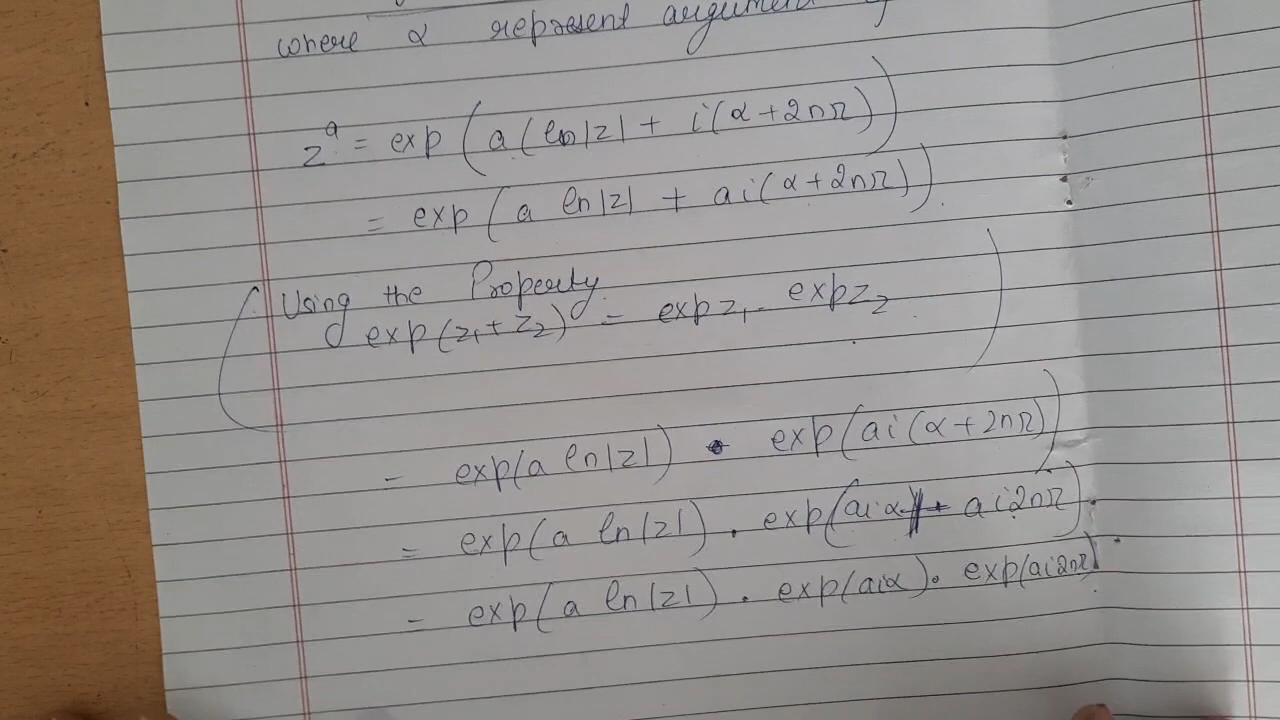 where α represent argument
z^a = exp (a (ln|z| + i(α+2nπ))
= exp (a ln|z| + ai(α+2nπ))
(Using the Property
exp(z₁+z₂) = exp z₁ . exp z₂)
= exp(a ln|z|) . exp(ai(α+2nπ))
= exp(a ln|z|) . exp(aiα + ai2nπ).
= exp(a ln|z|) . exp(aiα). exp(ai2nπ)